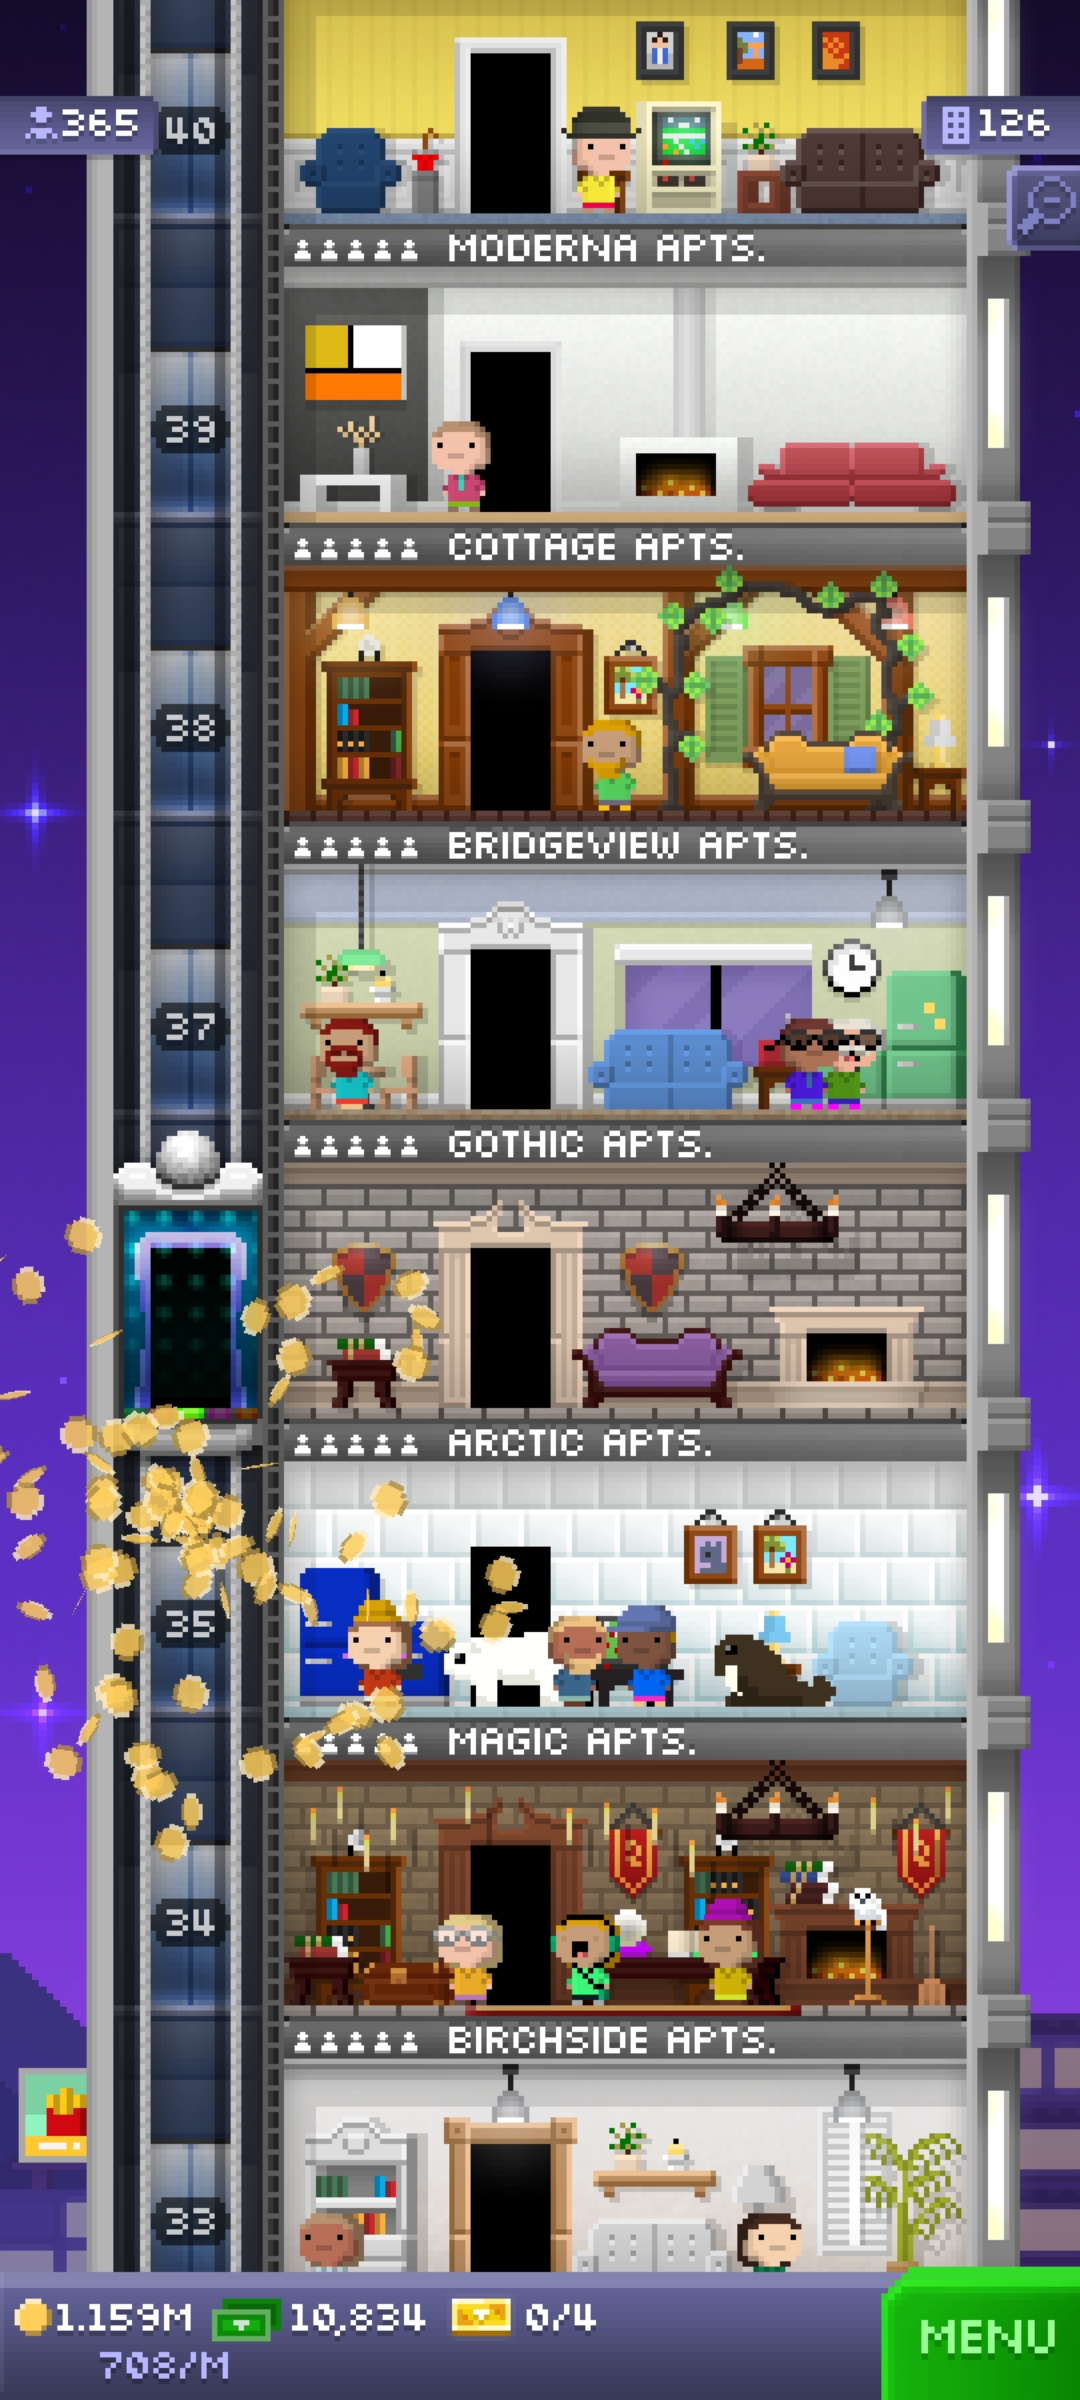 365
40
126
MODERNA APTS.
39
COTTAGE APTS.
38
BRIDGEVIEW APTS.
37
GOTHIC APTS.
ARCTIC APTS.
35
MAGIC APTS.
34
BIRCHSIDE APTS.
33
1.159M 10,834 0/4
708/M
MENU